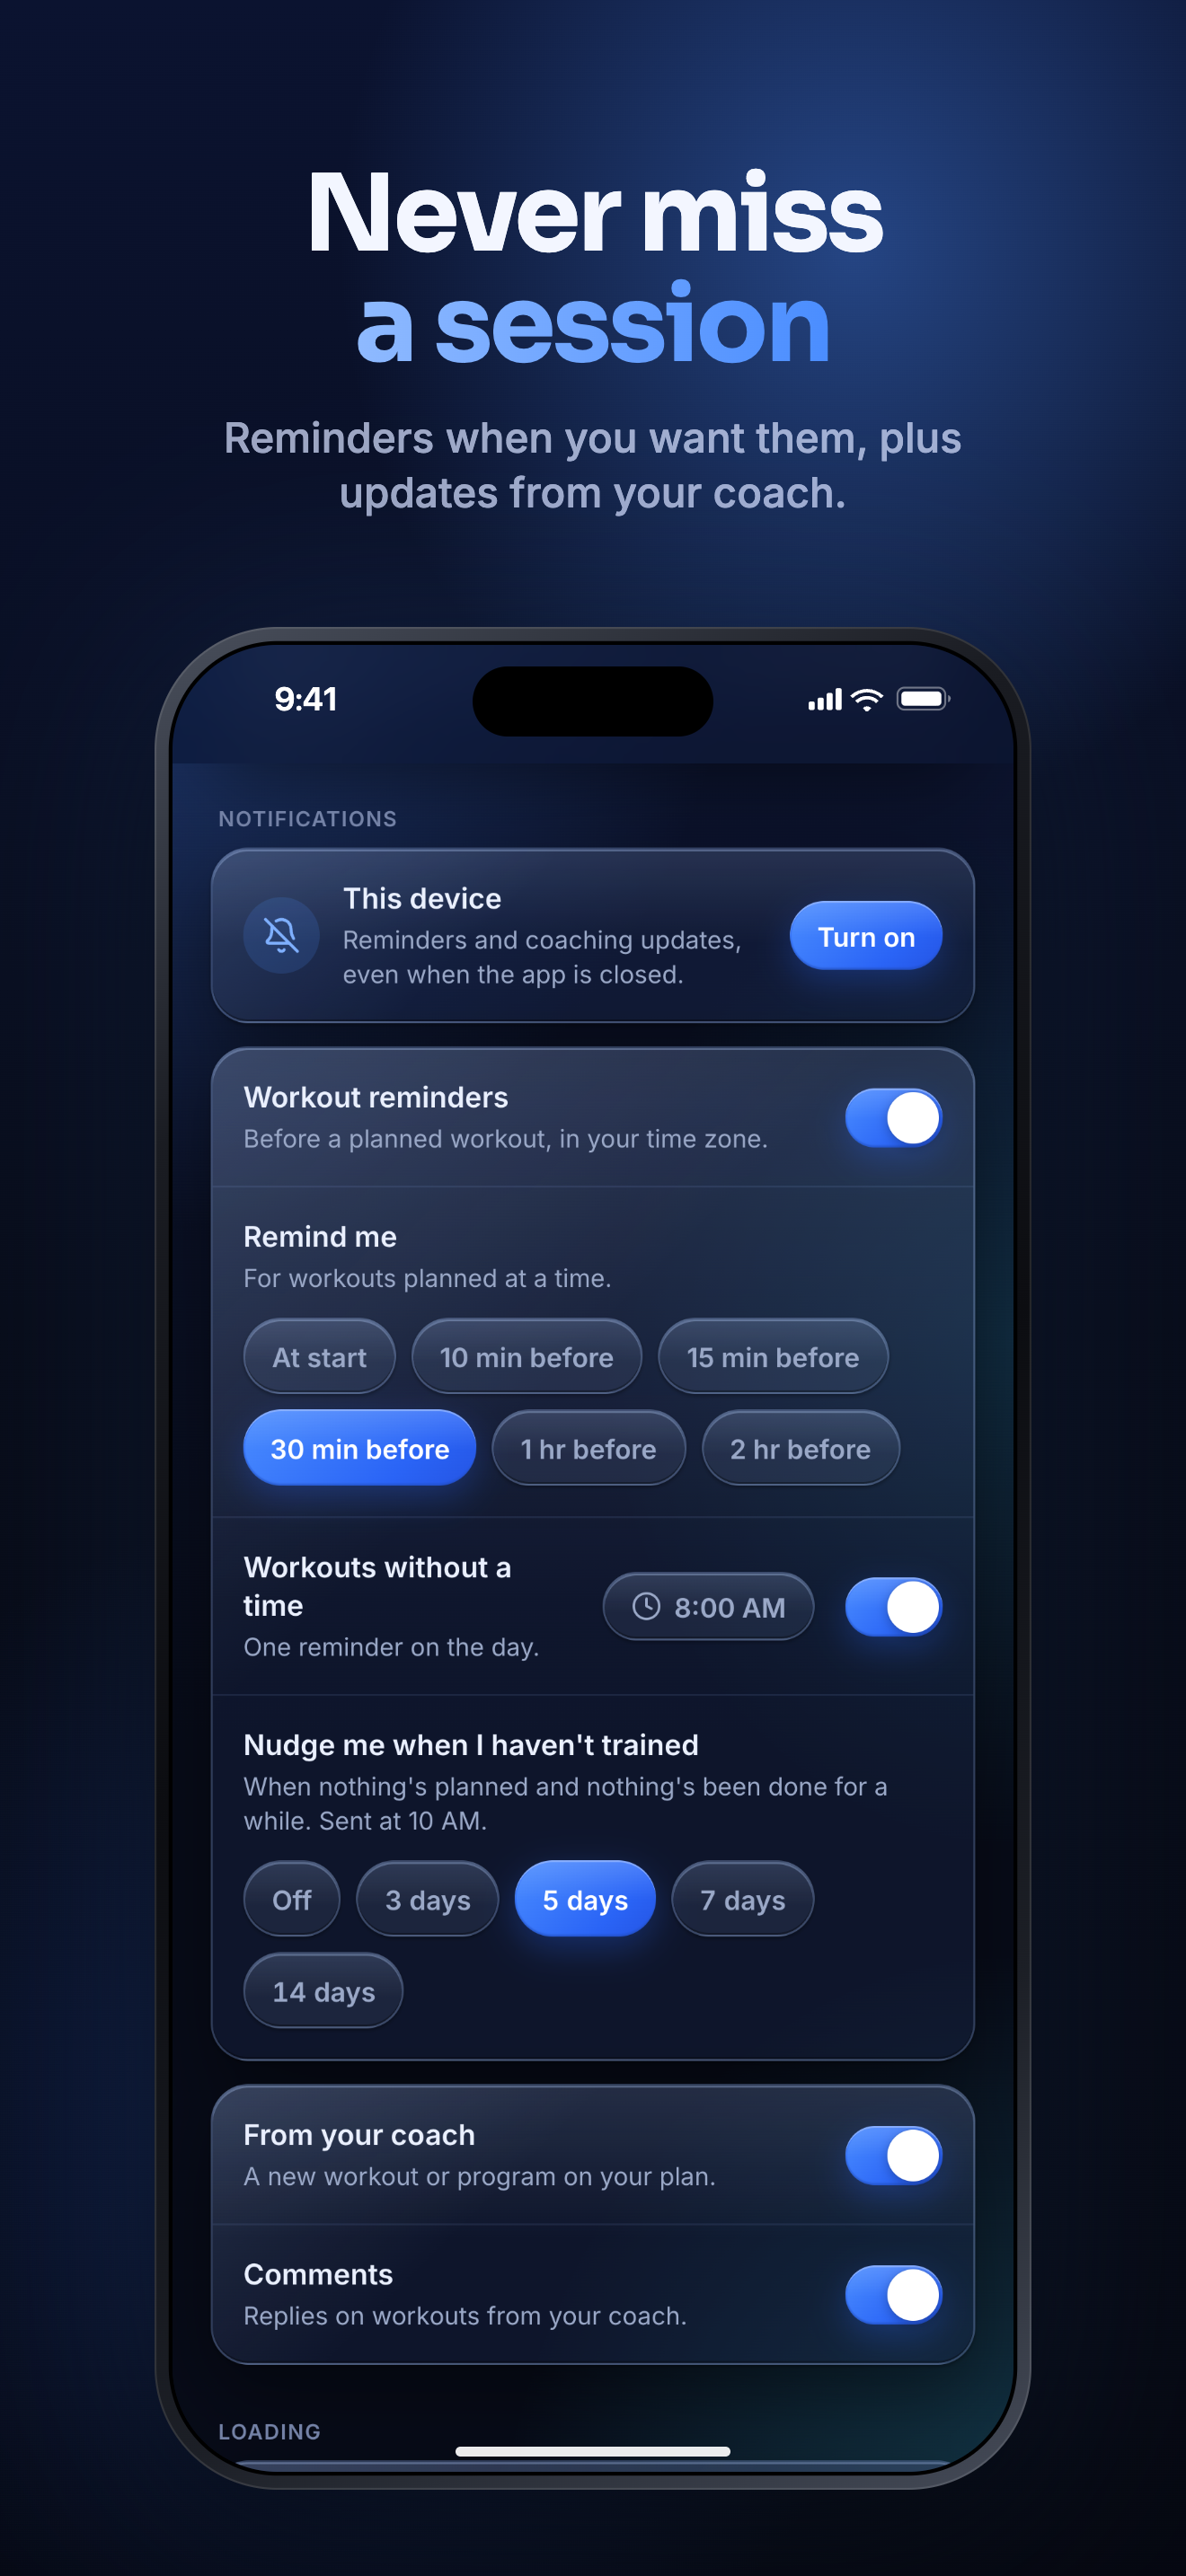 Never miss
a session
Reminders when you want them, plus
updates from your coach.
9:41
NOTIFICATIONS
This device
Reminders and coaching updates,
even when the app is closed.
Turn on
Workout reminders
Before a planned workout, in your time zone.
Remind me
For workouts planned at a time.
At start
10 min before
15 min before
30 min before
1 hr before
2 hr before
Workouts without a
time
One reminder on the day.
8:00 AM
Nudge me when I haven't trained
When nothing's planned and nothing's been done for a
while. Sent at 10 AM.
Off
3 days
5 days
7 days
14 days
From your coach
A new workout or program on your plan.
Comments
Replies on workouts from your coach.
LOADING